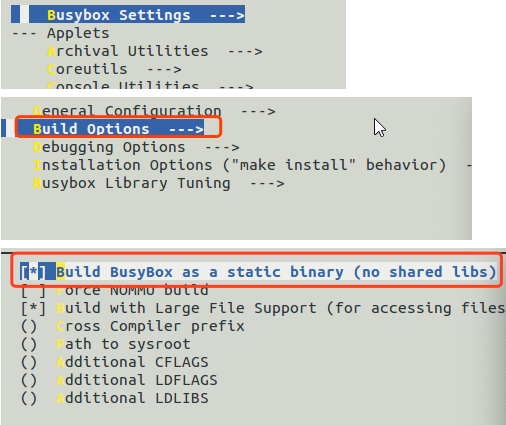 Busybox Settings  --->
--- Applets
Archival Utilities  --->
Coreutils  --->
Console Utilities  --->
General Configuration  --->
Build Options  --->
Debugging Options  --->
Installation Options ("make install" behavior)  -
Busybox Library Tuning  --->
[*] Build BusyBox as a static binary (no shared libs)
[ ] Force NOMMU build
[*] Build with Large File Support (for accessing files
()  Cross Compiler prefix
()  Path to sysroot
()  Additional CFLAGS
()  Additional LDFLAGS
()  Additional LDLIBS